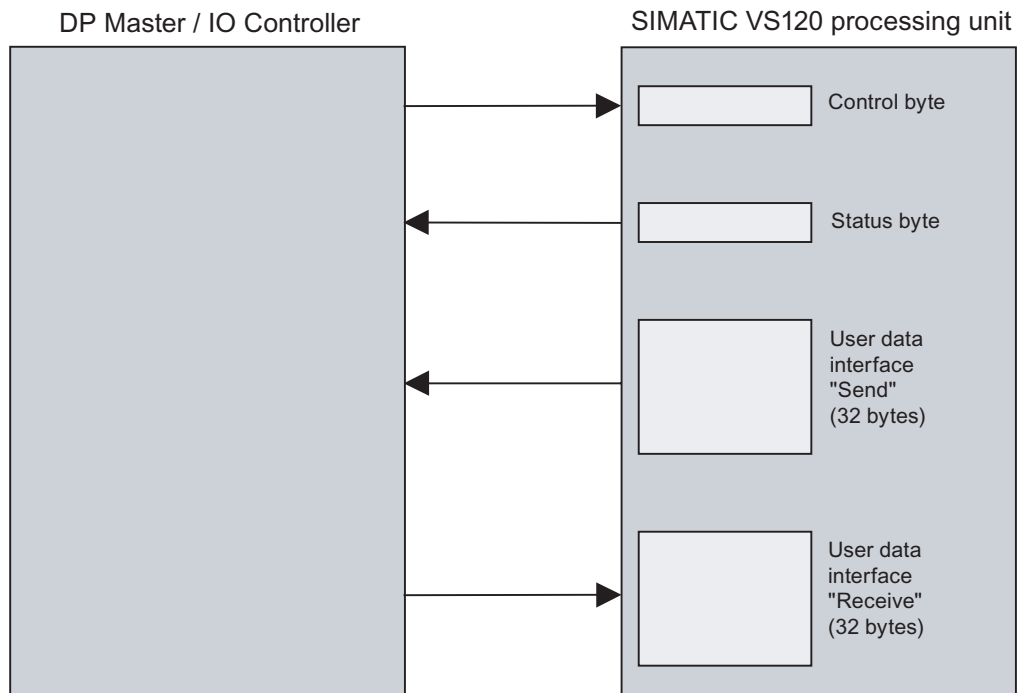 DP Master / IO Controller
SIMATIC VS120 processing unit
Control byte
Status byte
User data
interface
"Send"
(32 bytes)
User data
interface
"Receive"
(32 bytes)